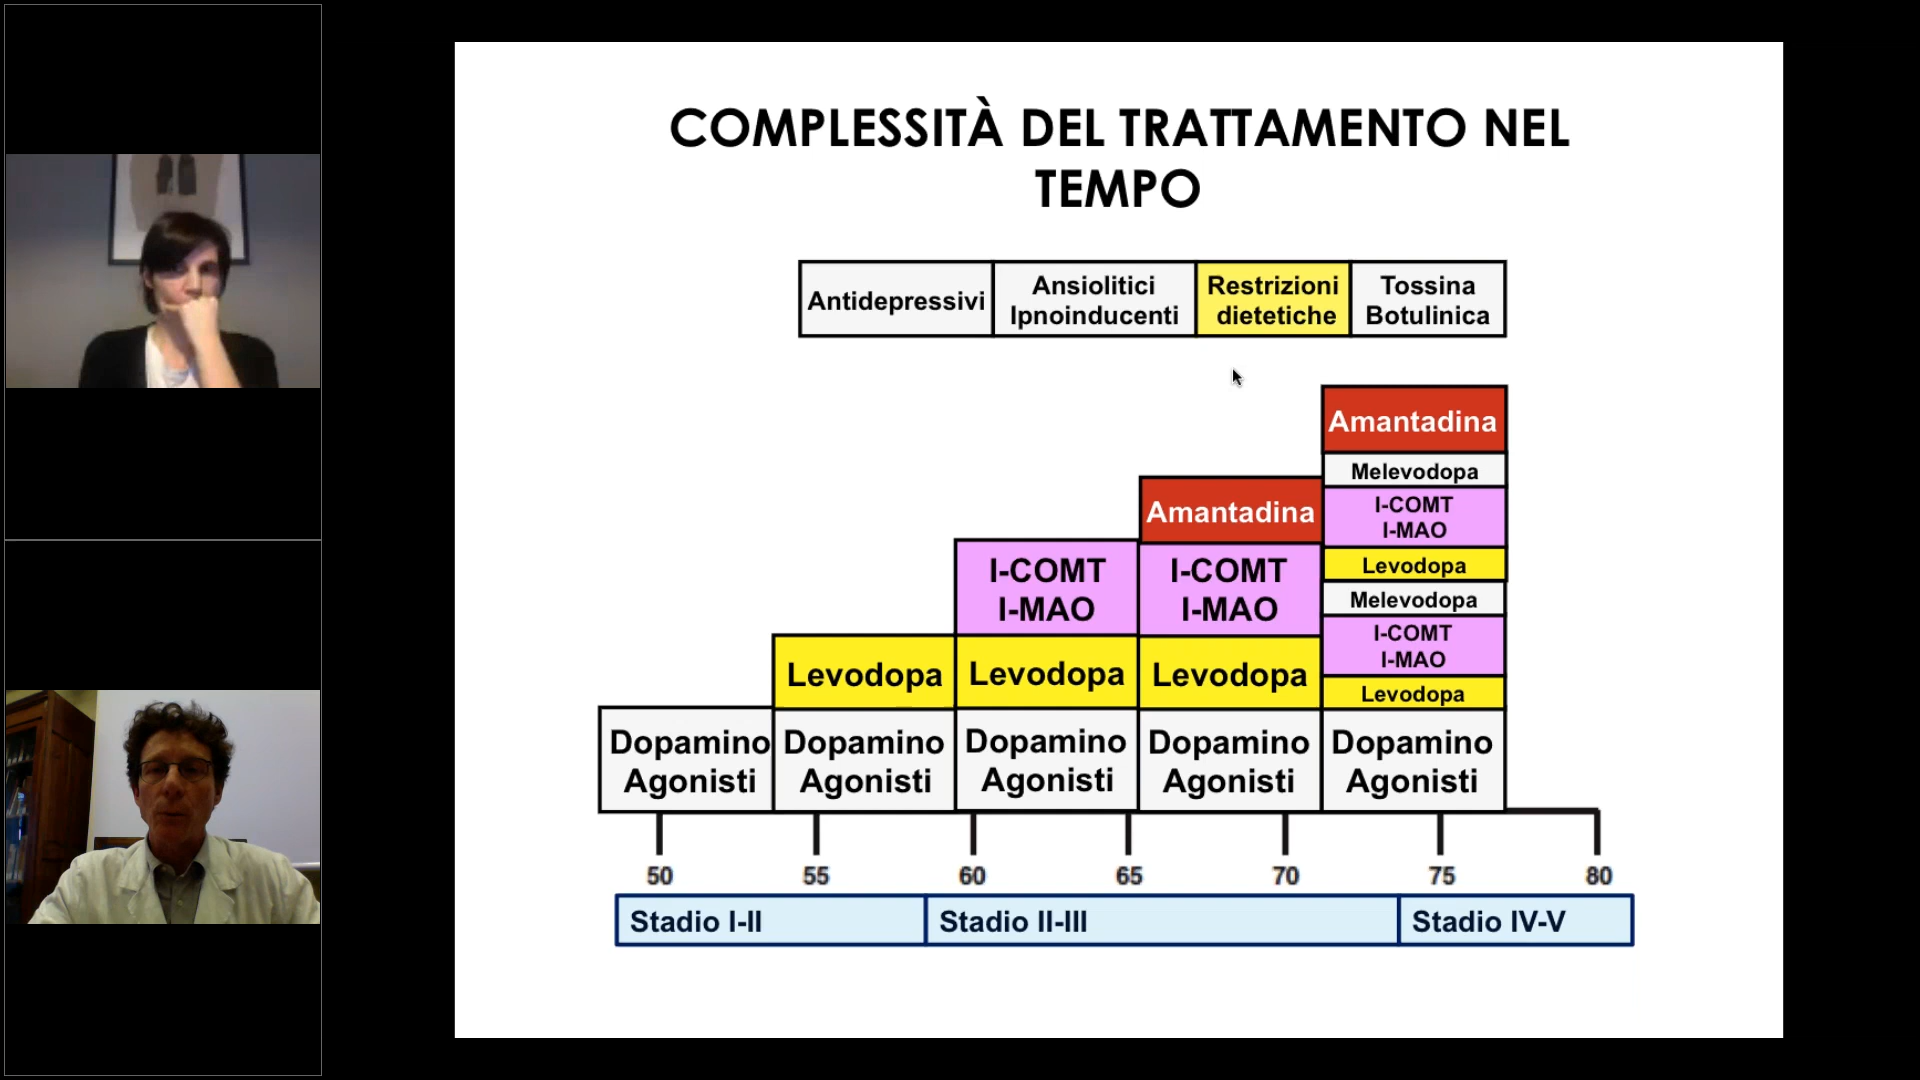 COMPLESSITÀ DEL TRATTAMENTO NEL
TEMPO
Antidepressivi
Ansiolitici
Ipnoinducenti
Restrizioni
dietetiche
Tossina
Botulinica
Amantadina
Melevodopa
I-COMT
I-MAO
Levodopa
Melevodopa
I-COMT
I-MAO
Levodopa
Amantadina
I-COMT
I-MAO
I-COMT
I-MAO
Levodopa
Levodopa
Levodopa
Dopamino
Agonisti
Dopamino
Agonisti
Dopamino
Agonisti
Dopamino
Agonisti
Dopamino
Agonisti
50 55 60 65 70 75 80
Stadio I-II
Stadio II-III
Stadio IV-V